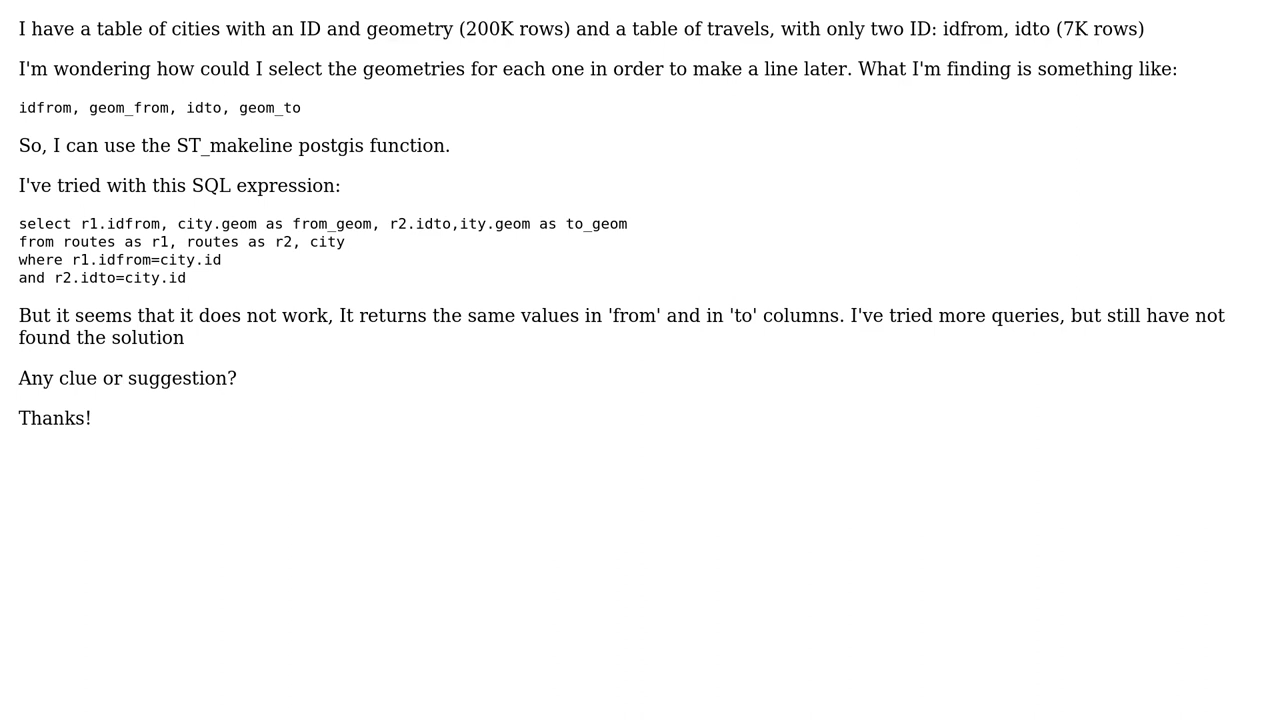 I have a table of cities with an ID and geometry (200K rows) and a table of travels, with only two ID: idfrom, idto (7K rows)
I'm wondering how could I select the geometries for each one in order to make a line later. What I'm finding is something like:
idfrom, geom_from, idto, geom_to
So, I can use the ST_makeline postgis function.
I've tried with this SQL expression:
select r1.idfrom, city.geom as from_geom, r2.idto,ity.geom as to_geom
from routes as r1, routes as r2, city
where r1.idfrom=city.id
and r2.idto=city.id
But it seems that it does not work, It returns the same values in 'from' and in 'to' columns. I've tried more queries, but still have not
found the solution
Any clue or suggestion?
Thanks!